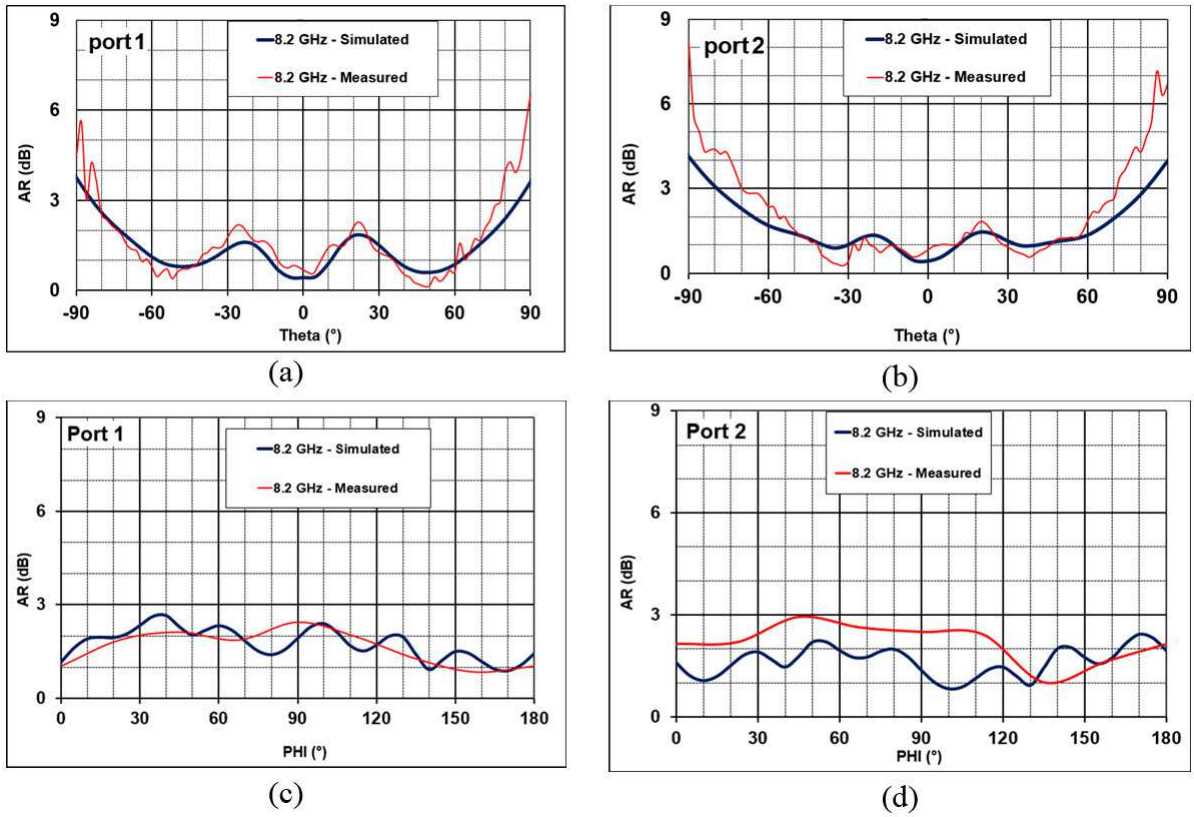 port 1
8.2 GHz - Simulated
8.2 GHz - Measured
9
6
3
0
AR (dB)
-90 -60 -30 0 30 60 90
Theta (°)
(a)
port 2
8.2 GHz - Simulated
8.2 GHz - Measured
9
6
3
0
AR (dB)
-90 -60 -30 0 30 60 90
Theta (°)
(b)
Port 1
8.2 GHz - Simulated
8.2 GHz - Measured
9
6
3
0
AR (dB)
0 30 60 90 120 150 180
PHI (°)
(c)
Port 2
8.2 GHz - Simulated
8.2 GHz - Measured
9
6
3
0
AR (dB)
0 30 60 90 120 150 180
PHI (°)
(d)